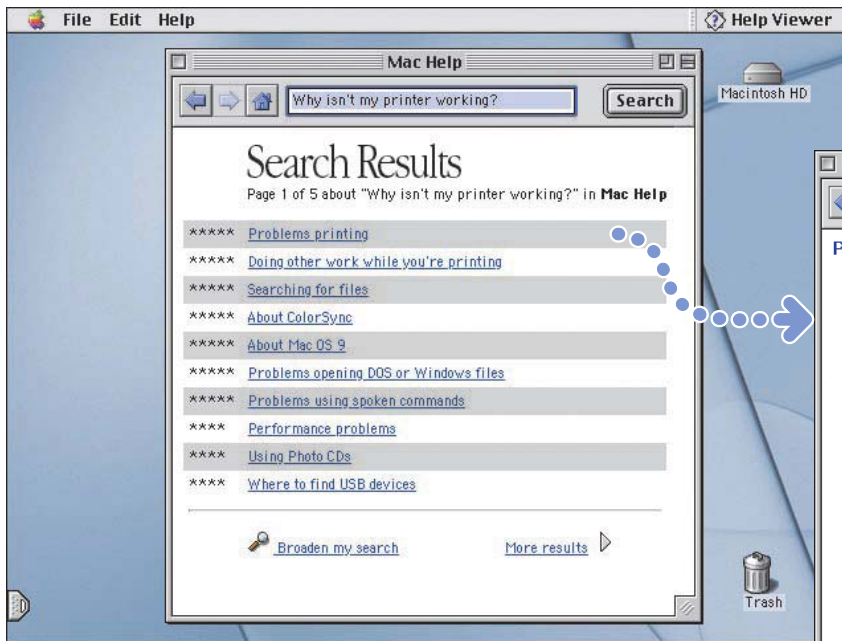 File Edit Help
Help Viewer
Mac Help
Why isn't my printer working?
Search
Macintosh HD
Search Results
Page 1 of 5 about "Why isn't my printer working?" in Mac Help
***** Problems printing
***** Doing other work while you're printing
***** Searching for files
***** About ColorSync
***** About Mac OS 9
***** Problems opening DOS or Windows files
***** Problems using spoken commands
**** Performance problems
**** Using Photo CDs
**** Where to find USB devices
Broaden my search
More results
Trash
P